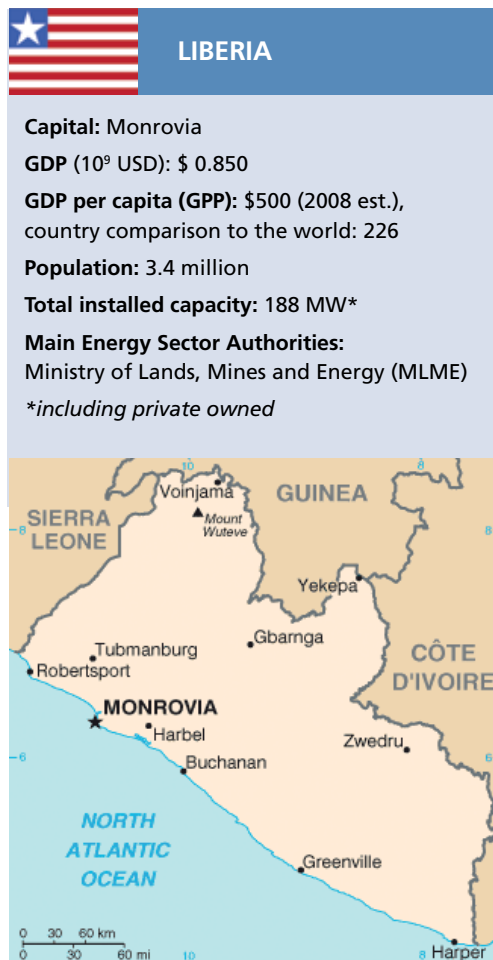 LIBERIA
Capital: Monrovia
GDP (10⁹ USD): $ 0.850
GDP per capita (GPP): $500 (2008 est.),
country comparison to the world: 226
Population: 3.4 million
Total installed capacity: 188 MW*
Main Energy Sector Authorities:
Ministry of Lands, Mines and Energy (MLME)
*including private owned
10
8
Voinjama
GUINEA
8
SIERRA
LEONE
Mount
Wuteve
8
Yekepa
Gbarnga
Tubmanburg
CÔTE
D'IVOIRE
Robertsport
MONROVIA
Harbel
Zwedru
6
6
Buchanan
NORTH
ATLANTIC
OCEAN
Greenville
0 30 60 km
0 30 60 mi
10
8
Harper